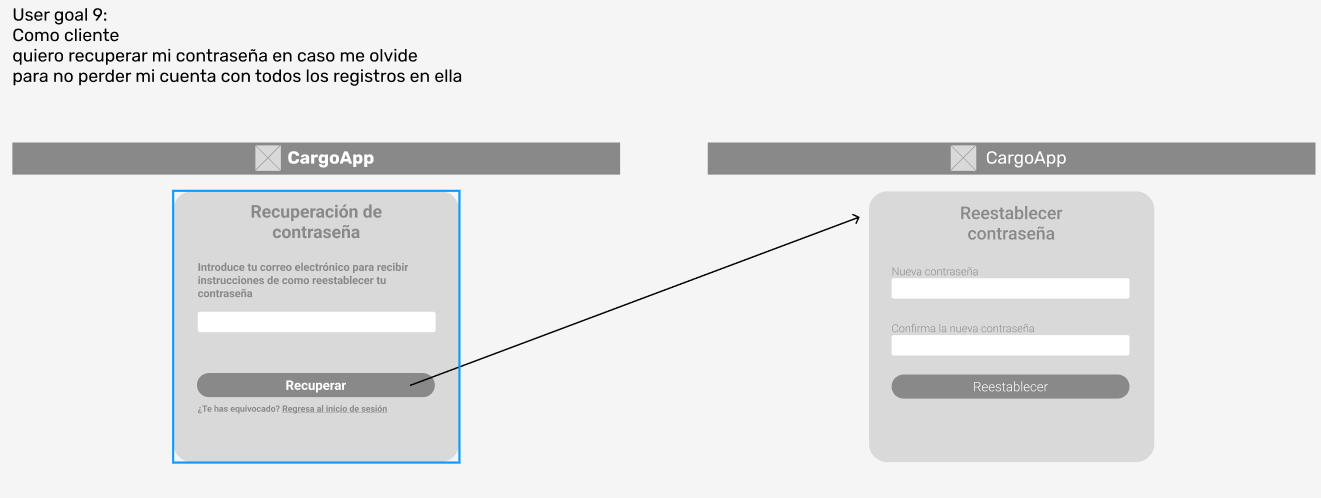 User goal 9:
Como cliente
quiero recuperar mi contraseña en caso me olvide
para no perder mi cuenta con todos los registros en ella
CargoApp
Recuperación de
contraseña
Introduce tu correo electrónico para recibir
instrucciones de como reestablecer tu
contraseña
Recuperar
¿Te has equivocado? Regresa al inicio de sesión
CargoApp
Reestablecer
contraseña
Nueva contraseña
Confirma la nueva contraseña
Reestablecer